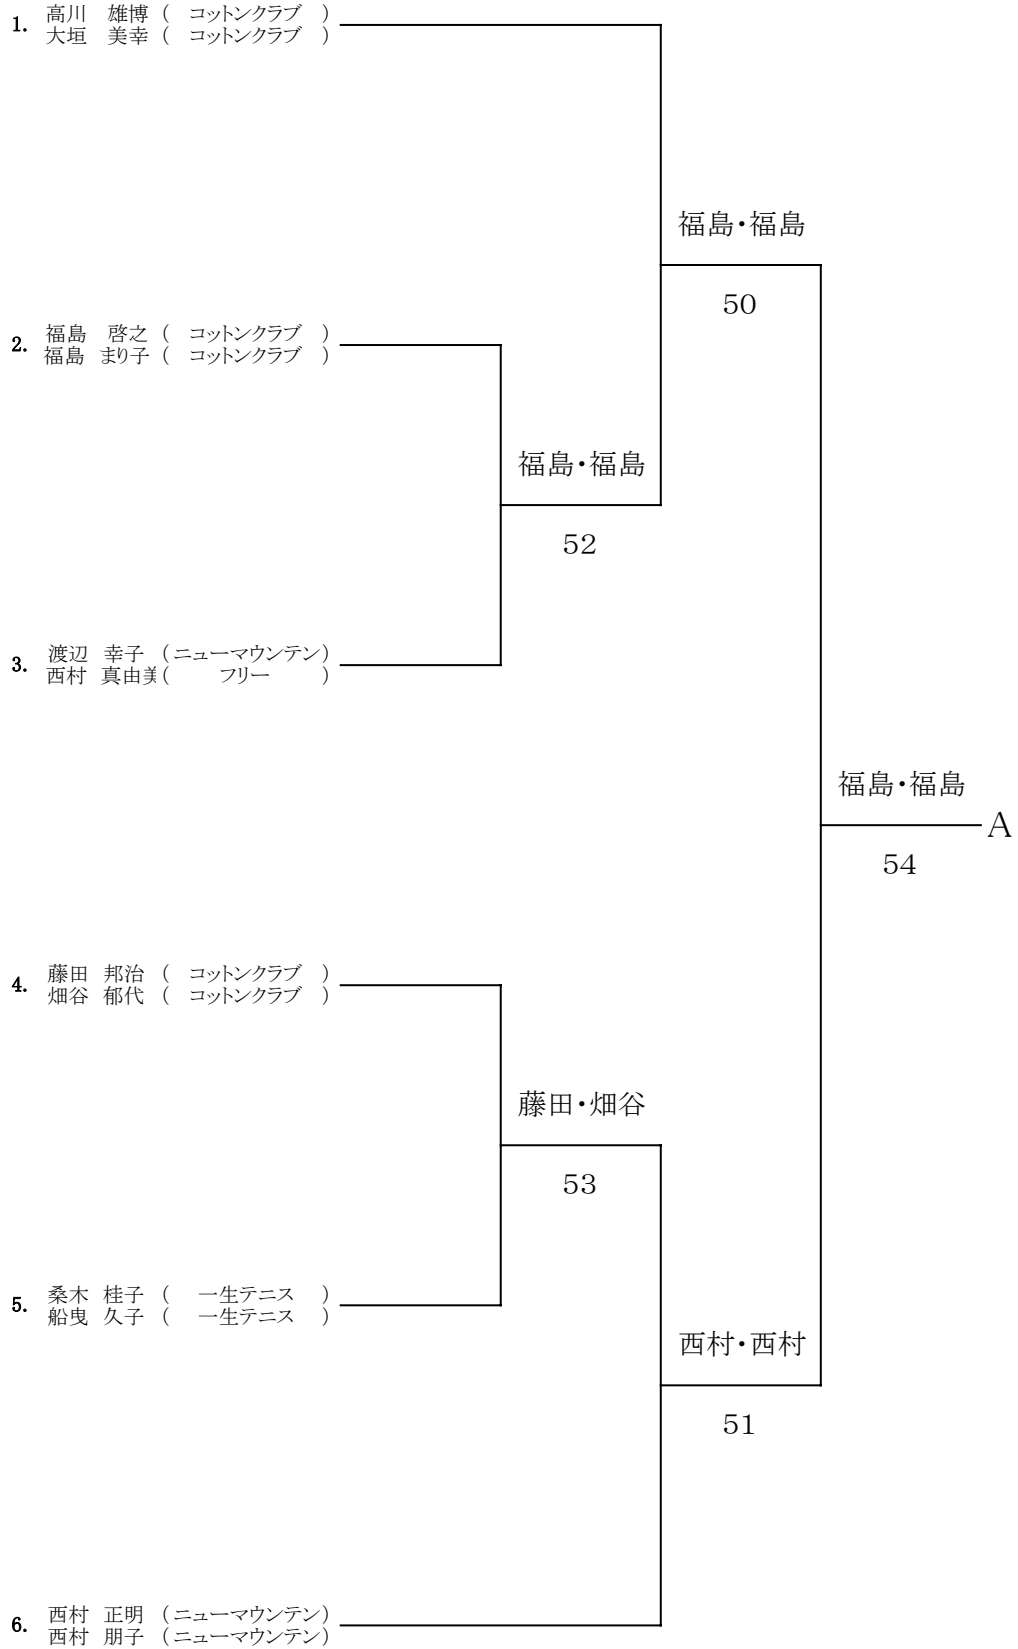 1. 高川 雄博 ( コットンクラブ )
大垣 美幸 ( コットンクラブ )
福島・福島
50
2. 福島 啓之 ( コットンクラブ )
福島 まり子 ( コットンクラブ )
福島・福島
52
3. 渡辺 幸子 (ニューマウンテン)
西村 真由美( フリー )
福島・福島
A
54
4. 藤田 邦治 ( コットンクラブ )
畑谷 郁代 ( コットンクラブ )
藤田・畑谷
53
5. 桑木 桂子 ( 一生テニス )
船曳 久子 ( 一生テニス )
西村・西村
51
6. 西村 正明 (ニューマウンテン)
西村 朋子 (ニューマウンテン)